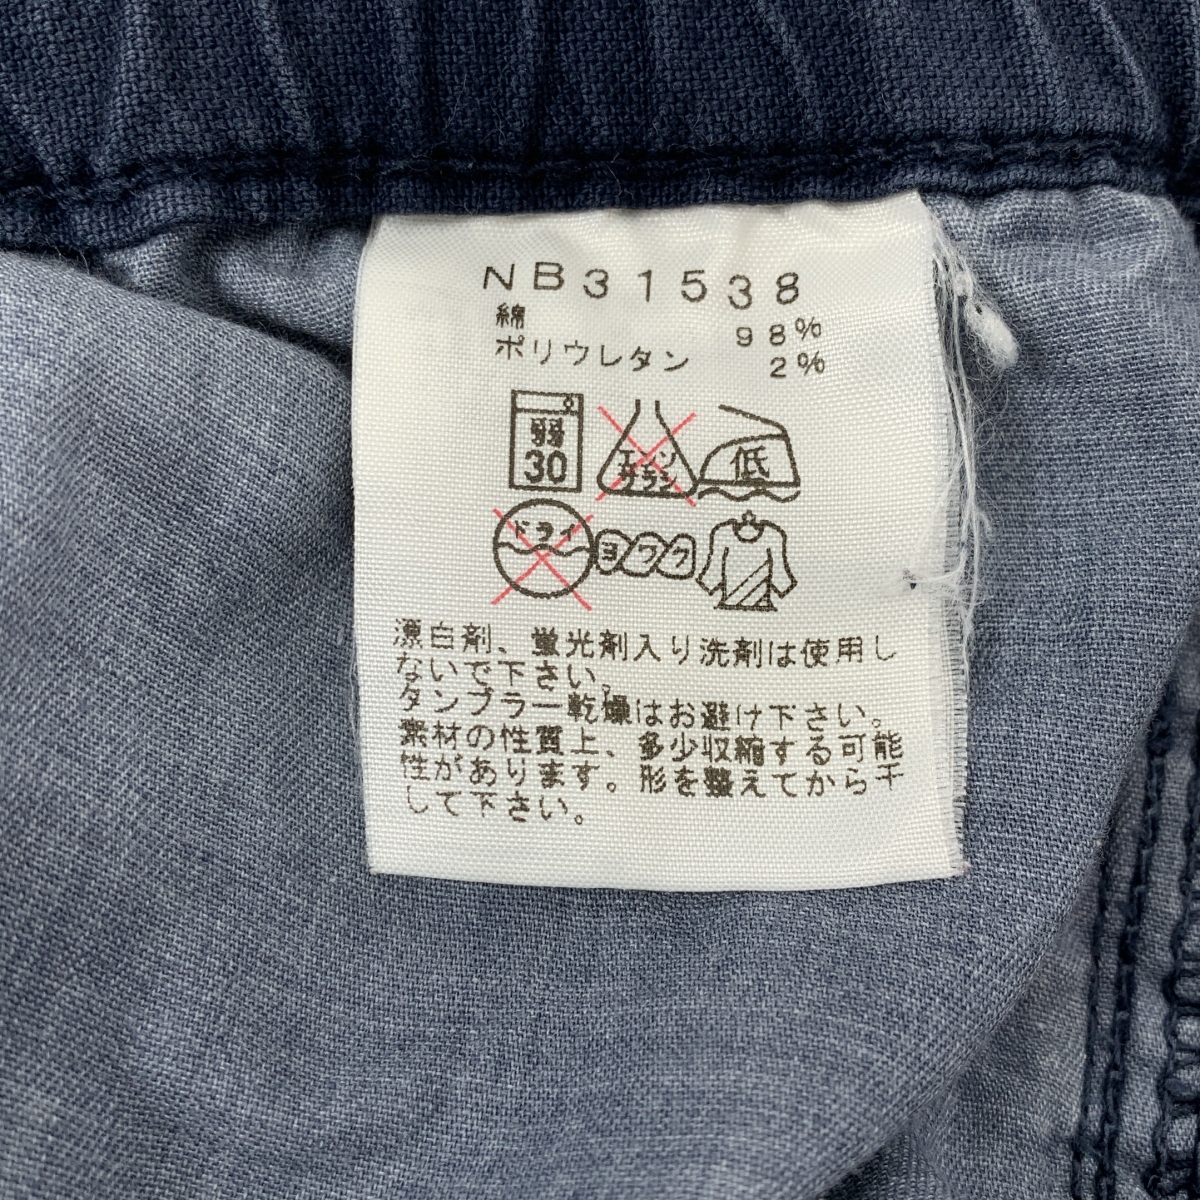 NB31538
綿 98%
ポリウレタン 2%
弱
30
エンソ
サラシ
低
ドライ
ヨワク
漂白剤、蛍光剤入り洗剤は使用し
ないで下さい。
タンブラー乾燥はお避け下さい。
素材の性質上、多少収縮する可能
性があります。形を整えてから干
して下さい。